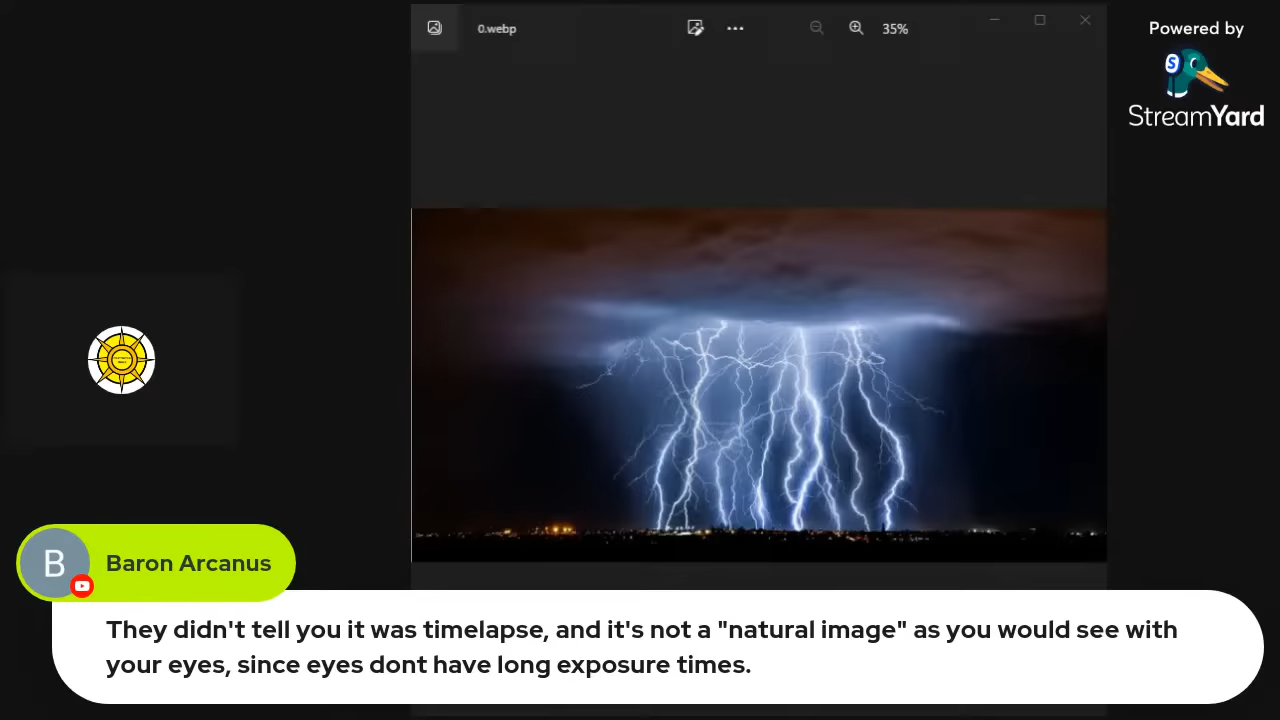 0.webp
35%
Powered by
S
StreamYard
B
Baron Arcanus
They didn't tell you it was timelapse, and it's not a "natural image" as you would see with
your eyes, since eyes dont have long exposure times.